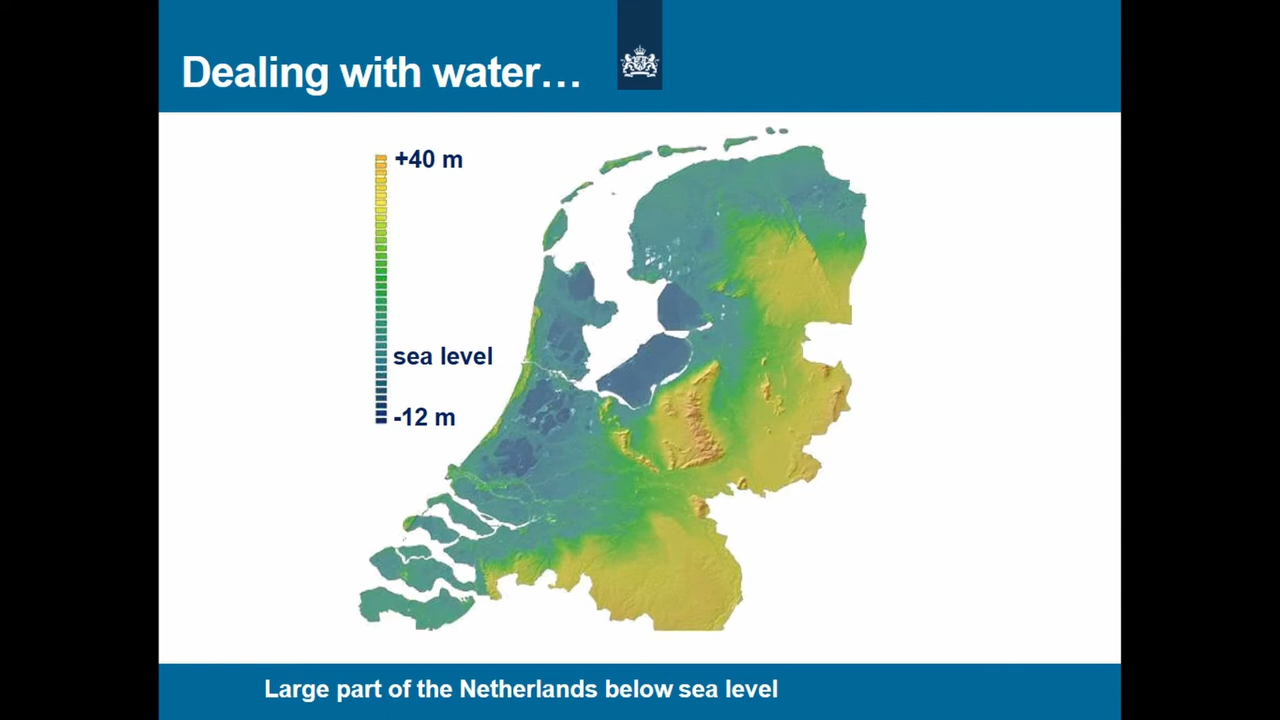 Dealing with water…
+40 m
sea level
-12 m
Large part of the Netherlands below sea level